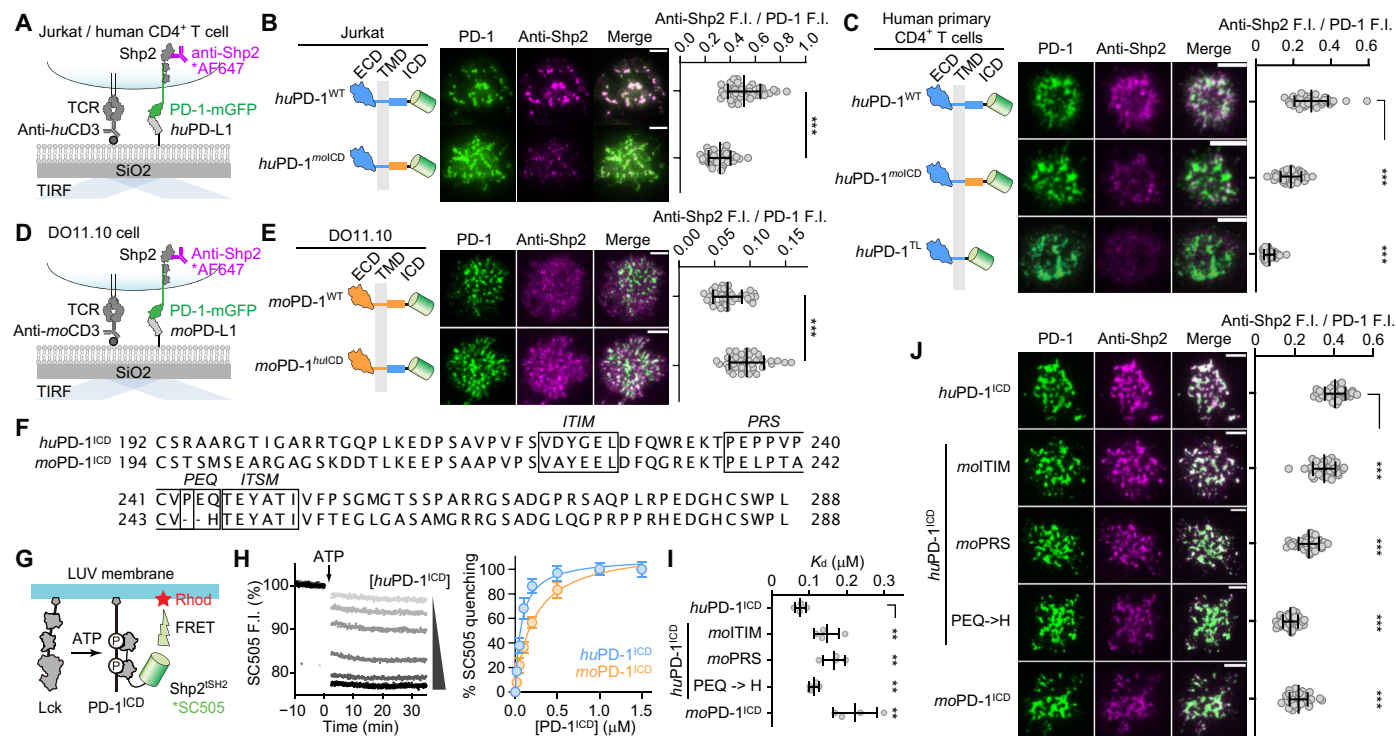 A
Jurkat / human CD4+ T cell
Shp2
anti-Shp2
*AF647
TCR
PD-1-mGFP
Anti-huCD3
huPD-L1
SiO2
TIRF
B
Jurkat
ECD
TMD
ICD
PD-1
Anti-Shp2
Merge
Anti-Shp2 F.I. / PD-1 F.I.
0.0
0.2
0.4
0.6
0.8
1.0
huPD-1WT
huPD-1moICD
***
C
Human primary
CD4+ T cells
ECD
TMD
ICD
PD-1
Anti-Shp2
Merge
Anti-Shp2 F.I. / PD-1 F.I.
0
0.2
0.4
0.6
huPD-1WT
huPD-1moICD
***
huPD-1TL
***
D
DO11.10 cell
Shp2
Anti-Shp2
*AF647
TCR
PD-1-mGFP
Anti-moCD3
moPD-L1
SiO2
TIRF
E
DO11.10
ECD
TMD
ICD
PD-1
Anti-Shp2
Merge
Anti-Shp2 F.I. / PD-1 F.I.
0.00
0.05
0.10
0.15
moPD-1WT
moPD-1huICD
***
F
ITIM
PRS
huPD-1ICD 192 CSRAARGTIGARRTGQPLKEDPSAVPVFSVDYGELDFQWREKTPEPPVP 240
moPD-1ICD 194 CSTSMSEARGAGSKDDTLKEEPSAAPVPSVAYEELDFQGREKTPELPTA 242
PEQ
ITSM
241 CVPEQTEYATIVFPSGMGTSSPARRGSADGPRSAQPLRPEDGHCSWPL 288
243 CV--HTEYATIVFTEGLGASAMGRRGSADGLQGPRPPRHEDGHCSWPL 288
G
LUV membrane
Rhod
FRET
ATP
P
P
Shp2tSH2
*SC505
Lck
PD-1ICD
H
ATP
[huPD-1ICD]
SC505 F.I. (%)
100
90
80
-10
0
10
20
30
Time (min)
% SC505 quenching
100
80
60
40
20
0
huPD-1ICD
moPD-1ICD
0.0
0.5
1.0
1.5
[PD-1ICD] (μM)
I
Kd (μM)
0
0.1
0.2
0.3
huPD-1ICD
huPD-1ICD
moITIM
**
moPRS
**
PEQ -> H
**
moPD-1ICD
**
J
PD-1
Anti-Shp2
Merge
Anti-Shp2 F.I. / PD-1 F.I.
0
0.2
0.4
0.6
huPD-1ICD
huPD-1ICD
moITIM
***
moPRS
***
PEQ->H
***
moPD-1ICD
***